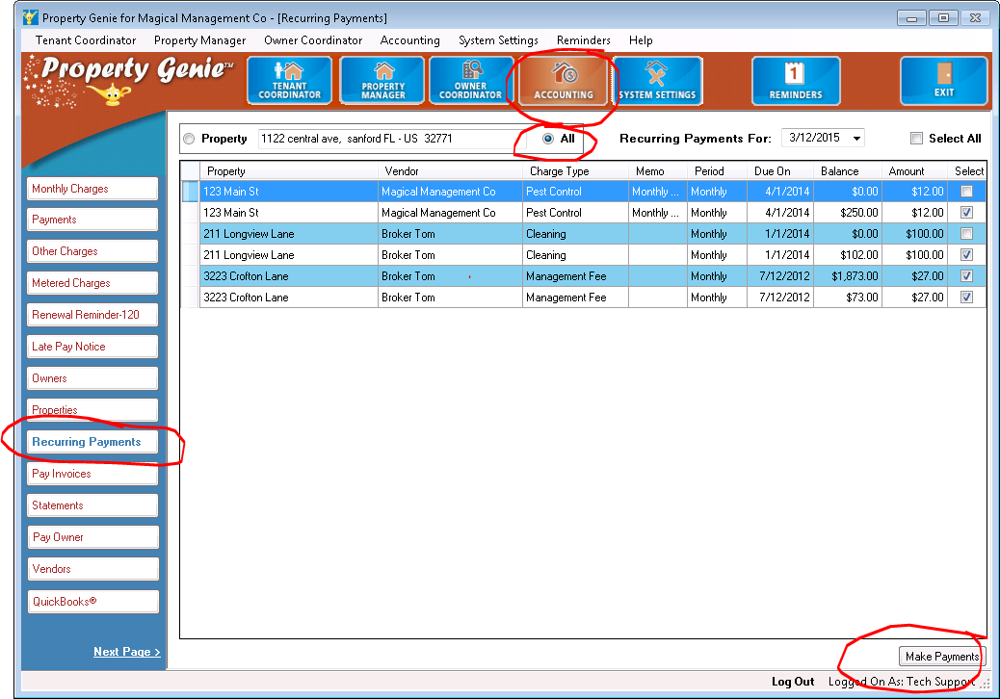 Property Genie for Magical Management Co - [Recurring Payments]
Tenant Coordinator Property Manager Owner Coordinator Accounting System Settings Reminders Help
Property Genie™
TENANT COORDINATOR
PROPERTY MANAGER
OWNER COORDINATOR
ACCOUNTING
SYSTEM SETTINGS
1
REMINDERS
EXIT
Property 1122 central ave, sanford FL - US 32771 All Recurring Payments For: 3/12/2015 Select All
Property Vendor Charge Type Memo Period Due On Balance Amount Select
123 Main St Magical Management Co Pest Control Monthly ... Monthly 4/1/2014 $0.00 $12.00
123 Main St Magical Management Co Pest Control Monthly ... Monthly 4/1/2014 $250.00 $12.00
211 Longview Lane Broker Tom Cleaning Monthly 1/1/2014 $0.00 $100.00
211 Longview Lane Broker Tom Cleaning Monthly 1/1/2014 $102.00 $100.00
3223 Crofton Lane Broker Tom Management Fee Monthly 7/12/2012 $1,873.00 $27.00
3223 Crofton Lane Broker Tom Management Fee Monthly 7/12/2012 $73.00 $27.00
Monthly Charges
Payments
Other Charges
Metered Charges
Renewal Reminder-120
Late Pay Notice
Owners
Properties
Recurring Payments
Pay Invoices
Statements
Pay Owner
Vendors
QuickBooks®
Next Page >
Make Payments
Log Out Logged On As: Tech Support